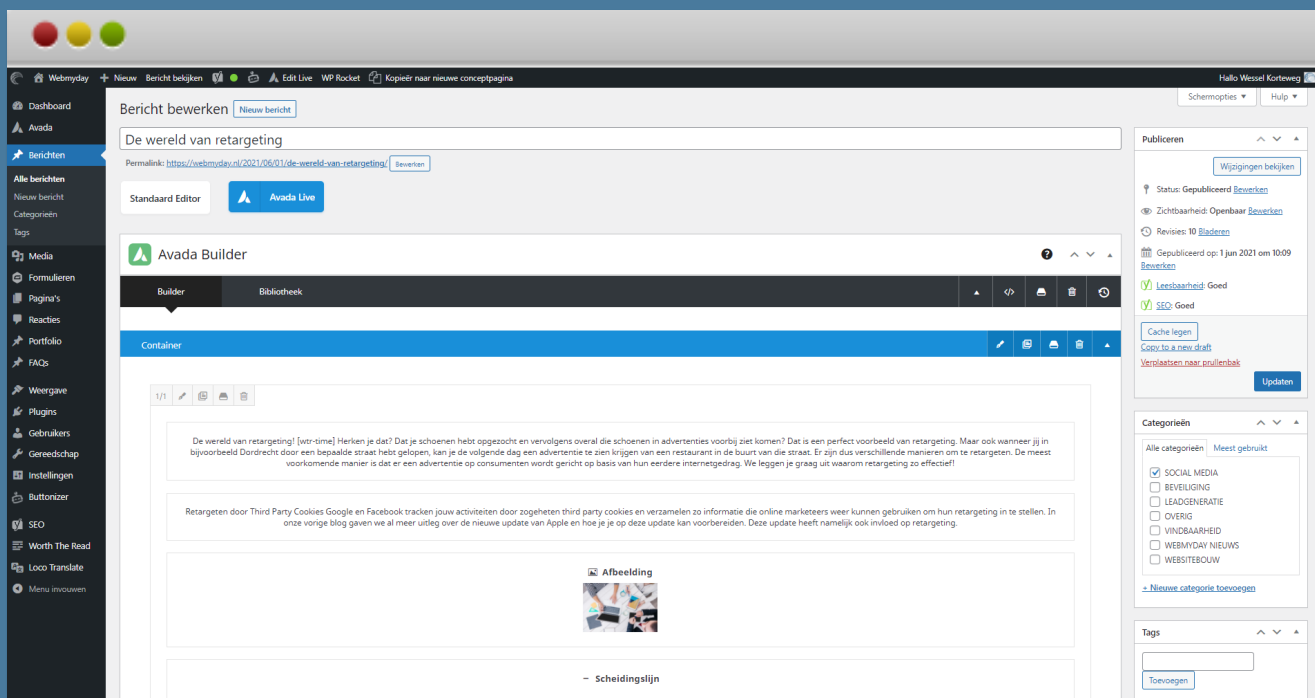 Webmyday
Nieuw
Bericht bekijken
Edit Live
WP Rocket
Kopieër naar nieuwe conceptpagina
Hallo Wessel Korteweg
Dashboard
Avada
Berichten
Alle berichten
Nieuw bericht
Categorieën
Tags
Media
Formulieren
Pagina's
Reacties
Portfolio
FAQs
Weergave
Plugins
Gebruikers
Gereedschap
Instellingen
Buttonizer
SEO
Worth The Read
Loco Translate
Menu invouwen
Schermopties
Hulp
Bericht bewerken
Nieuw bericht
De wereld van retargeting
Permalink: https://webmyday.nl/2021/06/01/de-wereld-van-retargeting/ Bewerken
Standaard Editor
Avada Live
Avada Builder
Builder
Bibliotheek
Container
1/1
De wereld van retargeting! [wtr-time] Herken je dat? Dat je schoenen hebt opgezocht en vervolgens overal die schoenen in advertenties voorbij ziet komen? Dat is een perfect voorbeeld van retargeting. Maar ook wanneer jij in
bijvoorbeeld Dordrecht door een bepaalde straat hebt gelopen, kan je de volgende dag een advertentie te zien krijgen van een restaurant in de buurt van die straat. Er zijn dus verschillende manieren om te retargeten. De meest
voorkomende manier is dat er een advertentie op consumenten wordt gericht op basis van hun eerdere internetgedrag. We leggen je graag uit waarom retargeting zo effectief!
Retargeten door Third Party Cookies Google en Facebook tracken jouw activiteiten door zogeheten third party cookies en verzamelen zo informatie die online marketeers weer kunnen gebruiken om hun retargeting in te stellen. In
onze vorige blog gaven we al meer uitleg over de nieuwe update van Apple en hoe je je op deze update kan voorbereiden. Deze update heeft namelijk ook invloed op retargeting.
Afbeelding
Scheidingslijn
Publiceren
Wijzigingen bekijken
Status: Gepubliceerd Bewerken
Zichtbaarheid: Openbaar Bewerken
Revisies: 10 Bladeren
Gepubliceerd op: 1 jun 2021 om 10:09
Bewerken
Leesbaarheid: Goed
SEO: Goed
Cache legen
Copy to a new draft
Verplaatsen naar prullenbak
Updaten
Categorieën
Alle categorieën
Meest gebruikt
SOCIAL MEDIA
BEVEILIGING
LEADGENERATIE
OVERIG
VINDBAARHEID
WEBMYDAY NIEUWS
WEBSITEBOUW
+ Nieuwe categorie toevoegen
Tags
Toevoegen